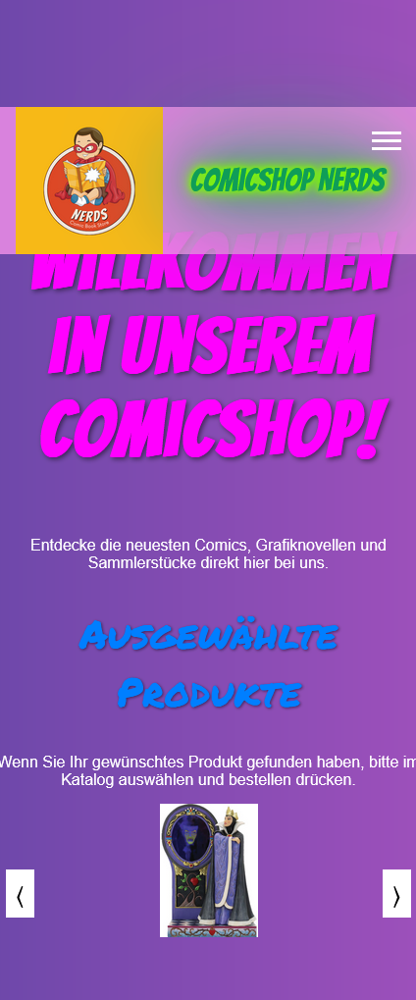 NERDS
Comic Book Store
COMICSHOP NERDS
WILLKOMMEN
IN UNSEREM
COMICSHOP!
Entdecke die neuesten Comics, Grafiknovellen und
Sammlerstücke direkt hier bei uns.
Ausgewählte
Produkte
Wenn Sie Ihr gewünschtes Produkt gefunden haben, bitte im
Katalog auswählen und bestellen drücken.
⟨ ⟩